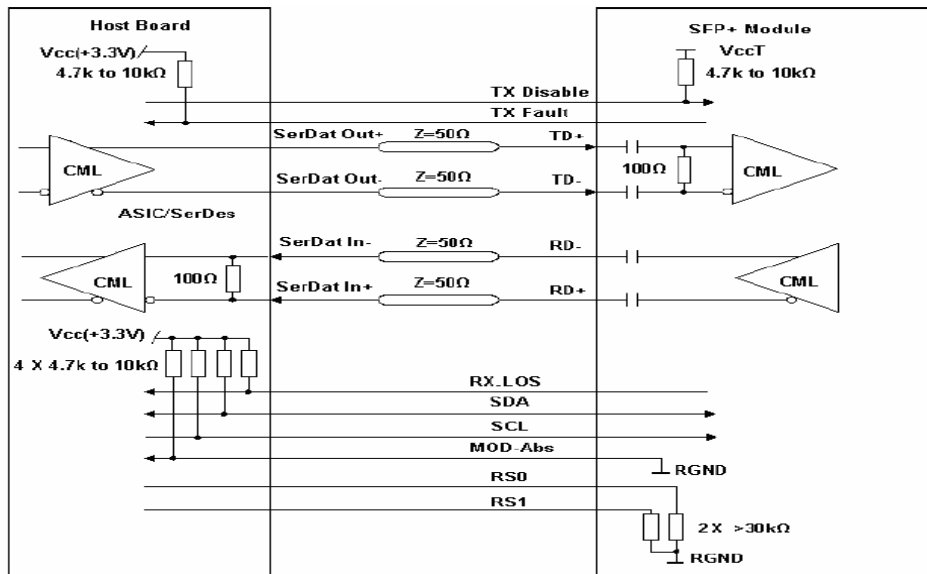 Host Board
SFP+ Module
Vcc(+3.3V)
4.7k to 10kΩ
VccT
4.7k to 10kΩ
TX Disable
TX Fault
SerDat Out+
Z=50Ω
TD+
CML
100Ω
CML
SerDat Out-
Z=50Ω
TD-
ASIC/SerDes
SerDat In-
Z=50Ω
RD-
CML
100Ω
SerDat In+
Z=50Ω
RD+
CML
Vcc(+3.3V)
4 X 4.7k to 10kΩ
RX_LOS
SDA
SCL
MOD-Abs
RGND
RS0
RS1
2X >30kΩ
RGND